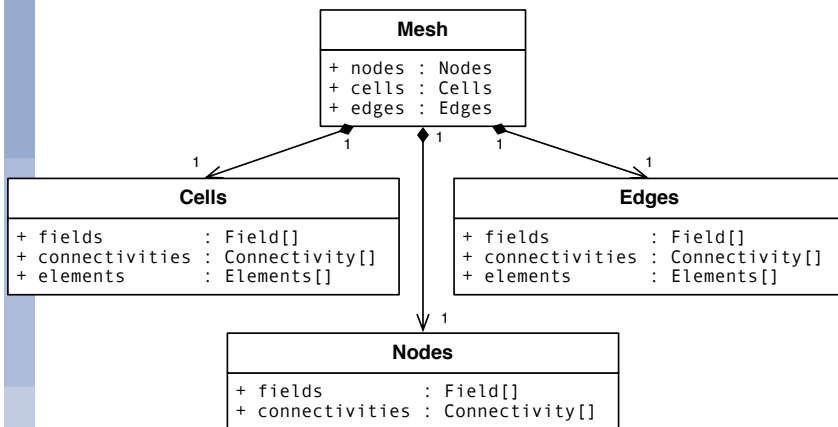 Mesh
+ nodes : Nodes
+ cells : Cells
+ edges : Edges
1 1 1
1 1
Cells
+ fields : Field[]
+ connectivities : Connectivity[]
+ elements : Elements[]
Edges
+ fields : Field[]
+ connectivities : Connectivity[]
+ elements : Elements[]
1
Nodes
+ fields : Field[]
+ connectivities : Connectivity[]